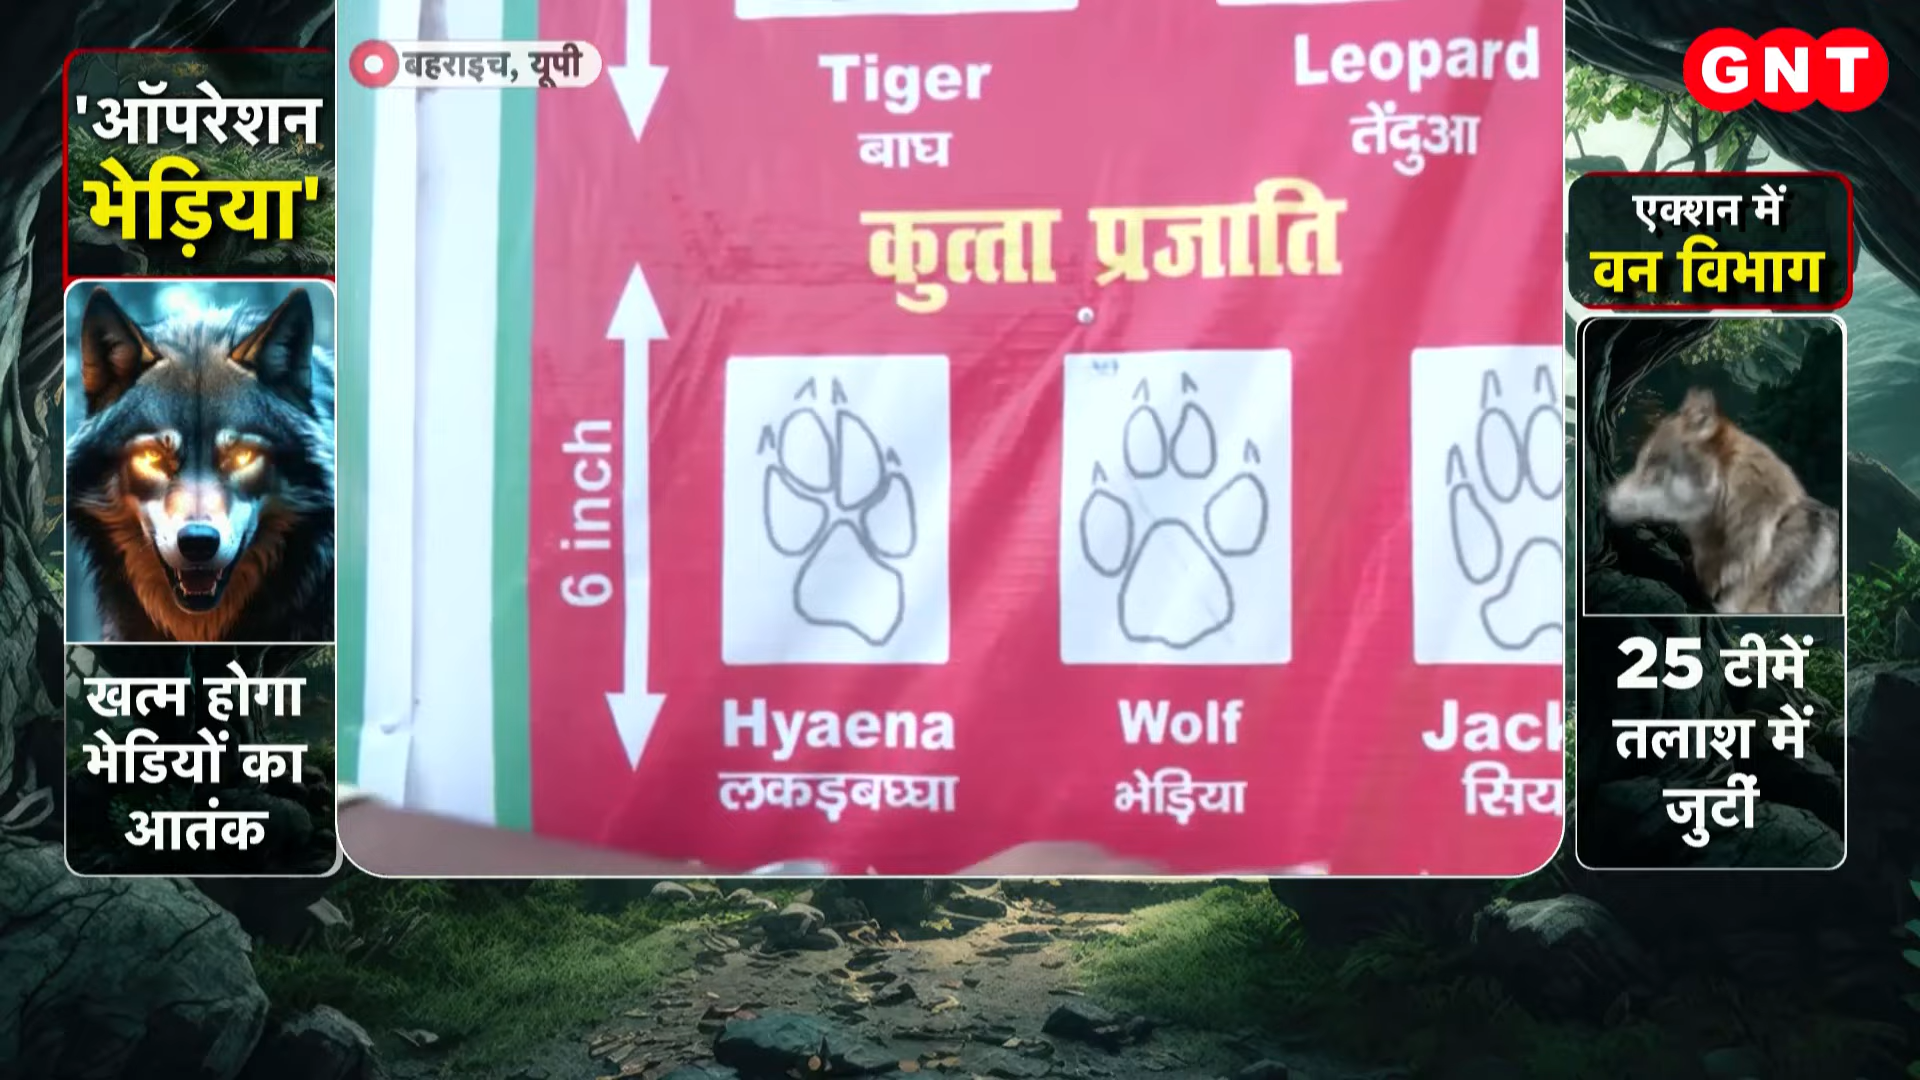 'ऑपरेशन
भेड़िया'
खत्म होगा
भेडियों का
आतंक
बहराइच, यूपी
Tiger
बाघ
Leopard
तेंदुआ
कुत्ता प्रजाति
6 inch
Hyaena
लकड़बघ्घा
Wolf
भेड़िया
Jack
सिय
GNT
एक्शन में
वन विभाग
25 टीमें
तलाश में
जुटीं